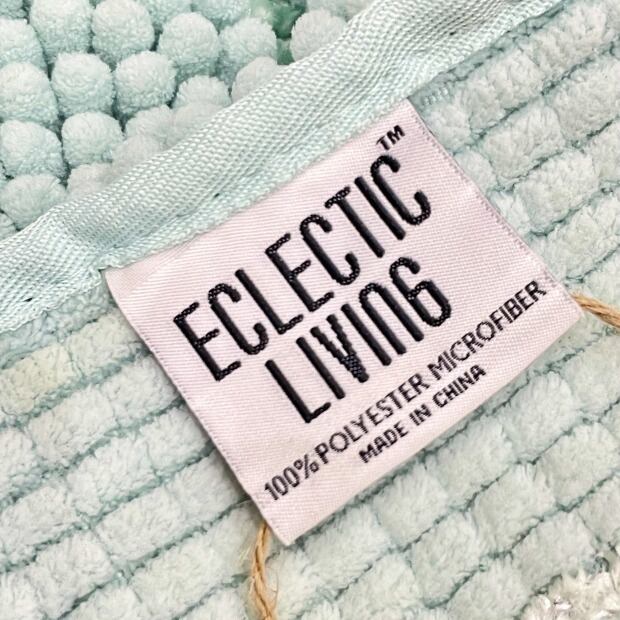 ECLECTIC™
LIVING
100% POLYESTER MICROFIBER
MADE IN CHINA